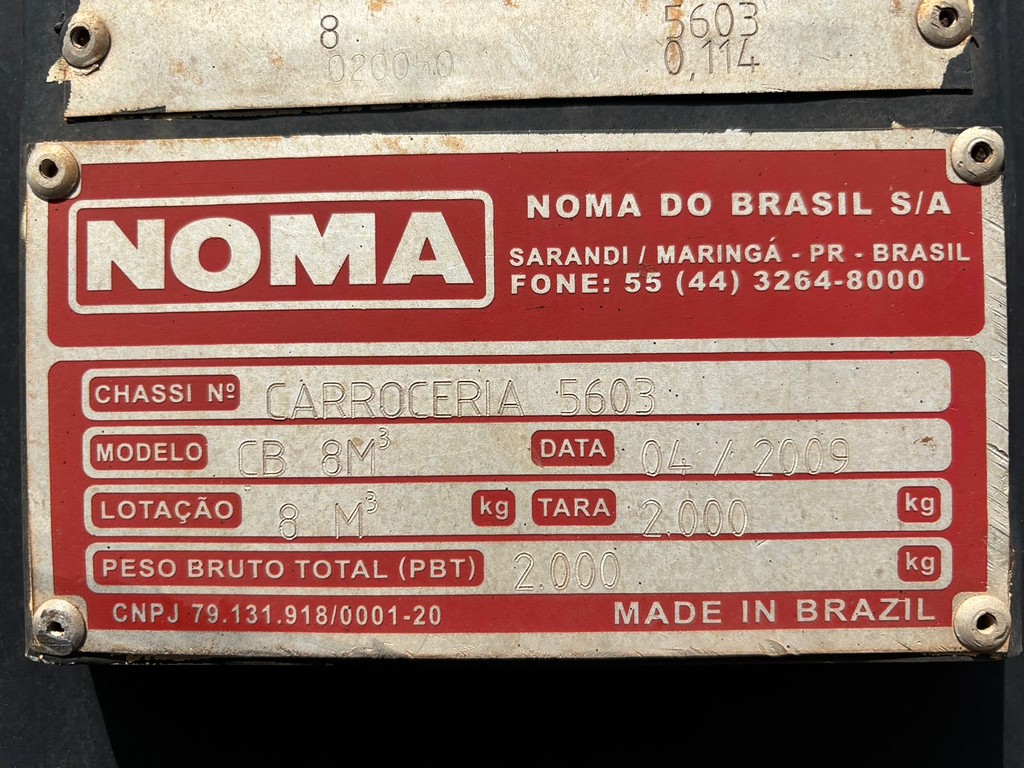 8 5603
0,114
NOMA
NOMA DO BRASIL S/A
SARANDI / MARINGÁ - PR - BRASIL
FONE: 55 (44) 3264-8000
CHASSI Nº CARROCERIA 5603
MODELO CB 8M³ DATA 04 / 2009
LOTAÇÃO 8 M³ kg TARA 2.000 kg
PESO BRUTO TOTAL (PBT) 2.000 kg
CNPJ 79.131.918/0001-20 MADE IN BRAZIL